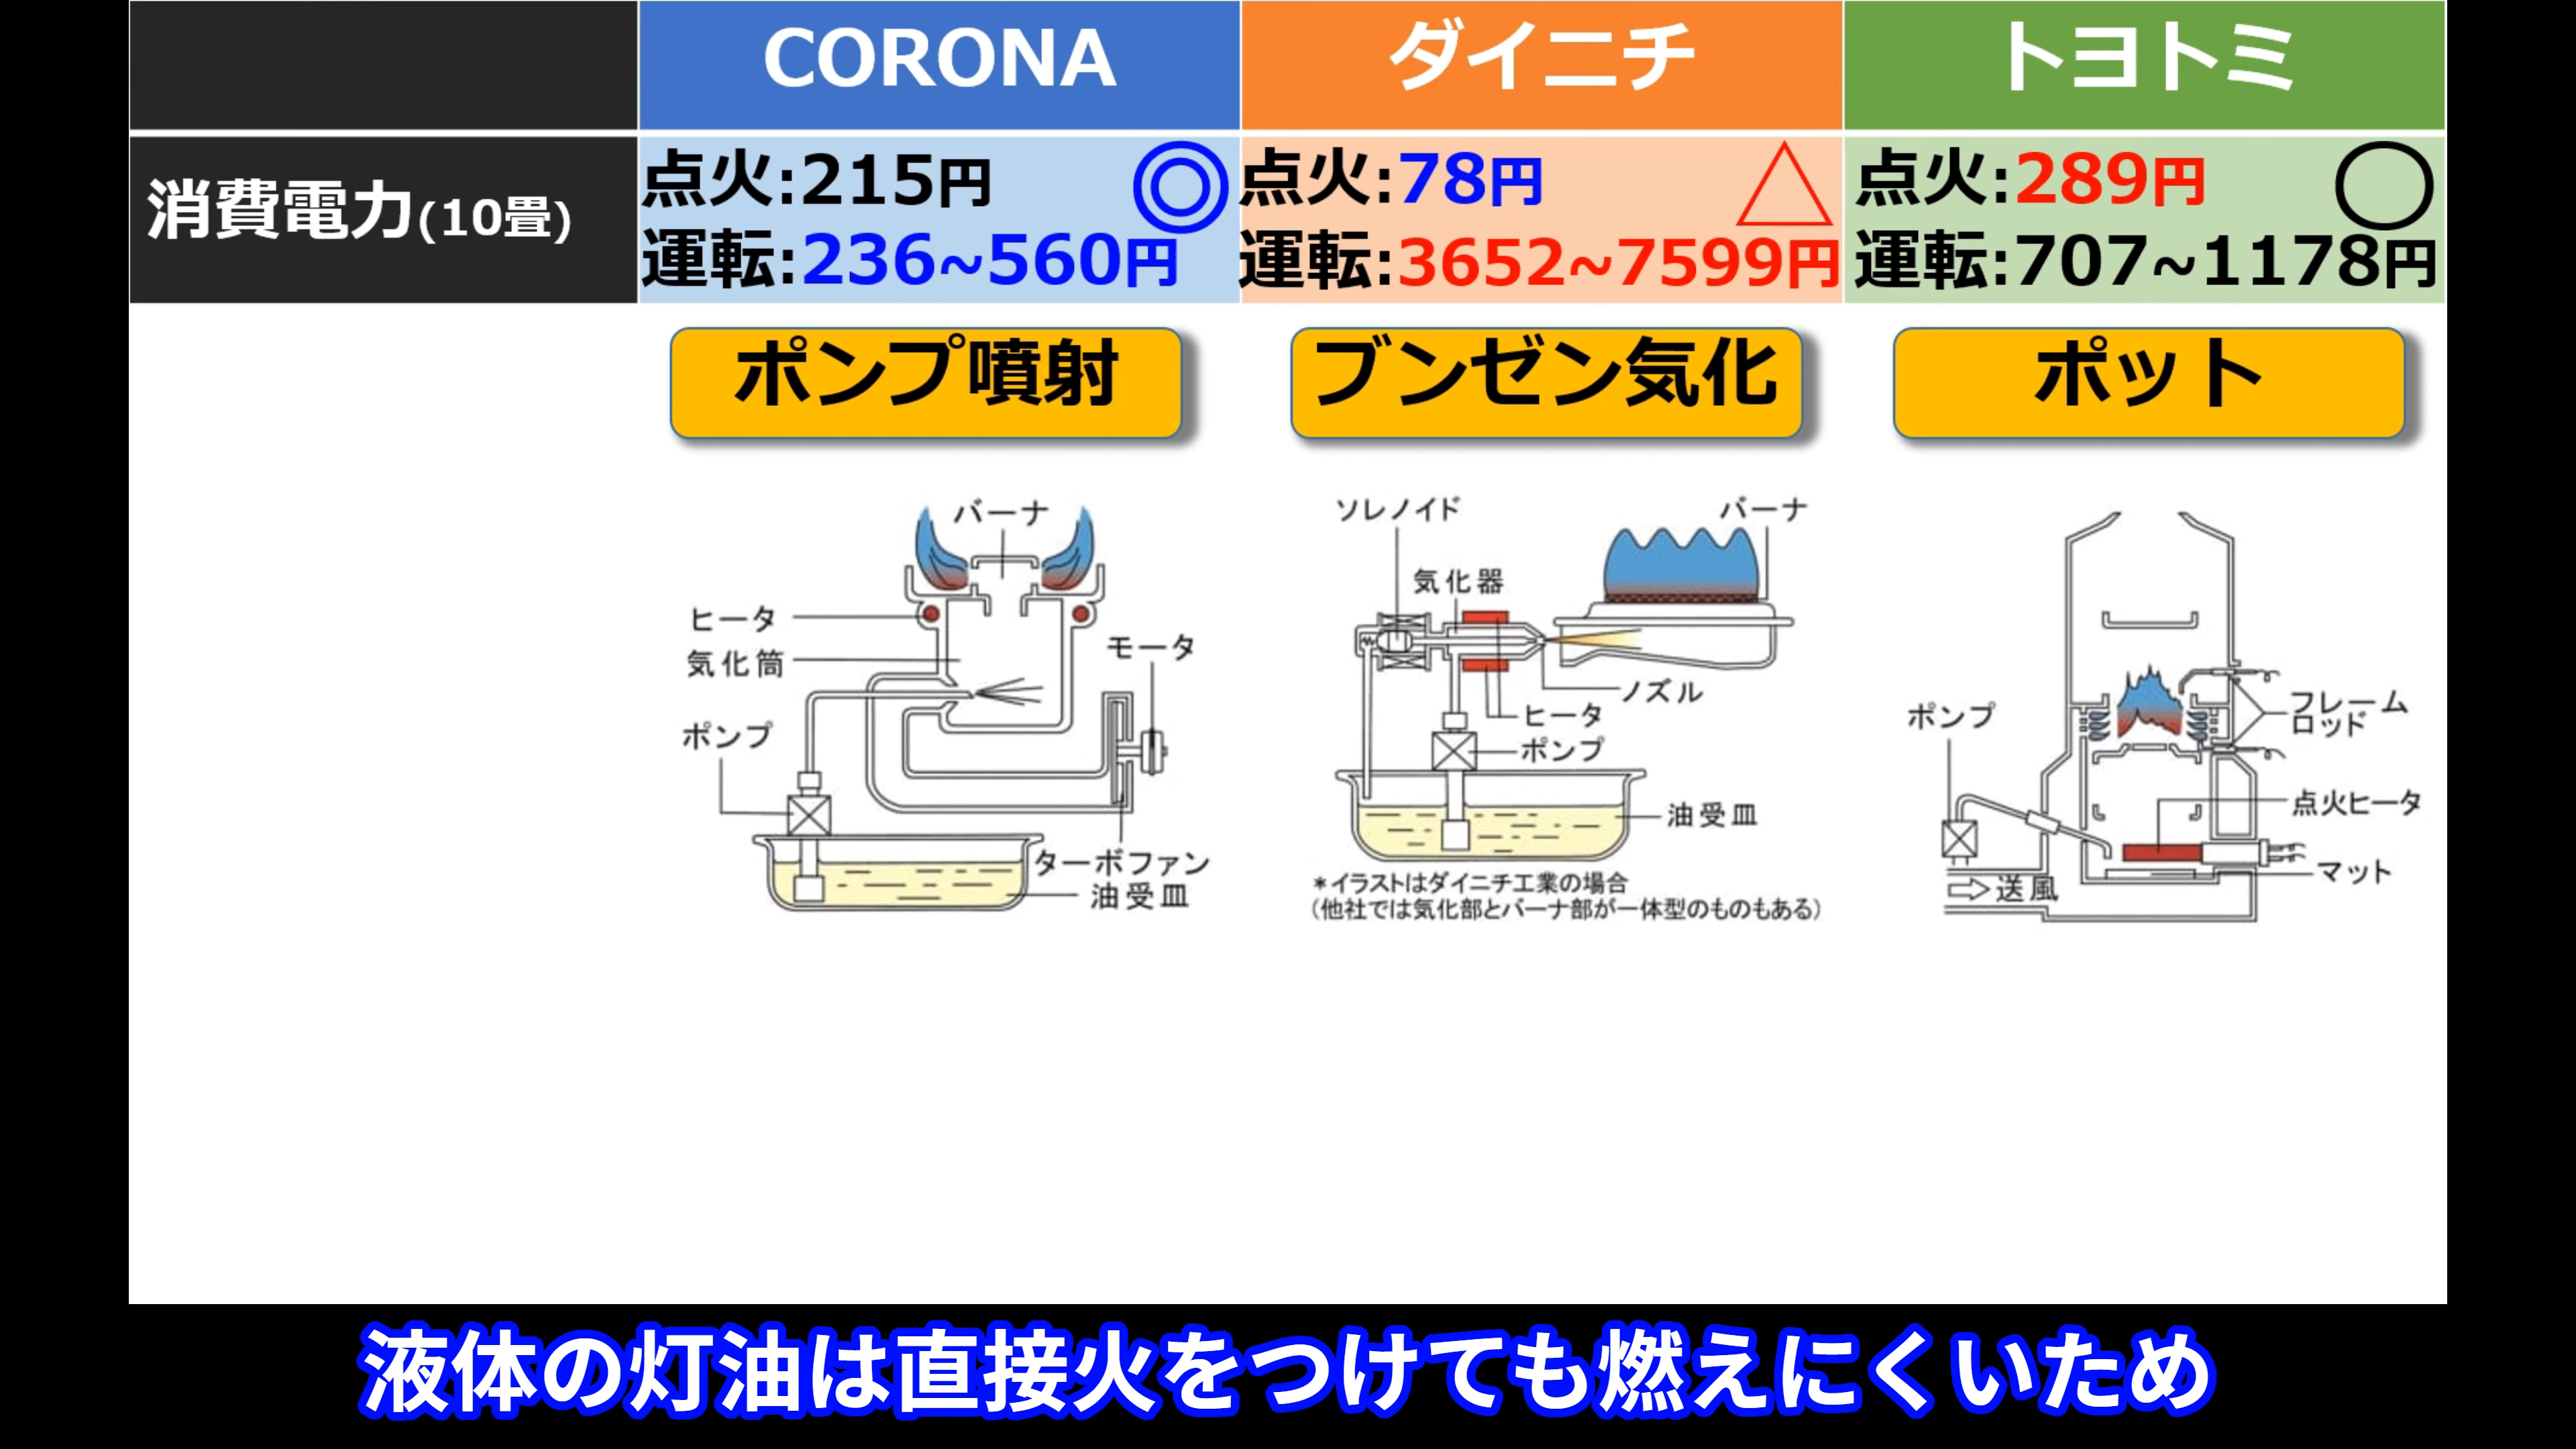 CORONA
ダイニチ
トヨトミ
消費電力(10畳)
点火:215円
◎
運転:236~560円
点火:78円
△
運転:3652~7599円
点火:289円
○
運転:707~1178円
ポンプ噴射
ブンゼン気化
ポット
バーナ
ヒータ
気化筒
モータ
ポンプ
ターボファン
油受皿
ソレノイド
バーナ
気化器
ノズル
ヒータ
ポンプ
油受皿
*イラストはダイニチ工業の場合
(他社では気化部とバーナ部が一体型のものもある)
ポンプ
フレーム
ロッド
点火ヒータ
マット
送風
液体の灯油は直接火をつけても燃えにくいため